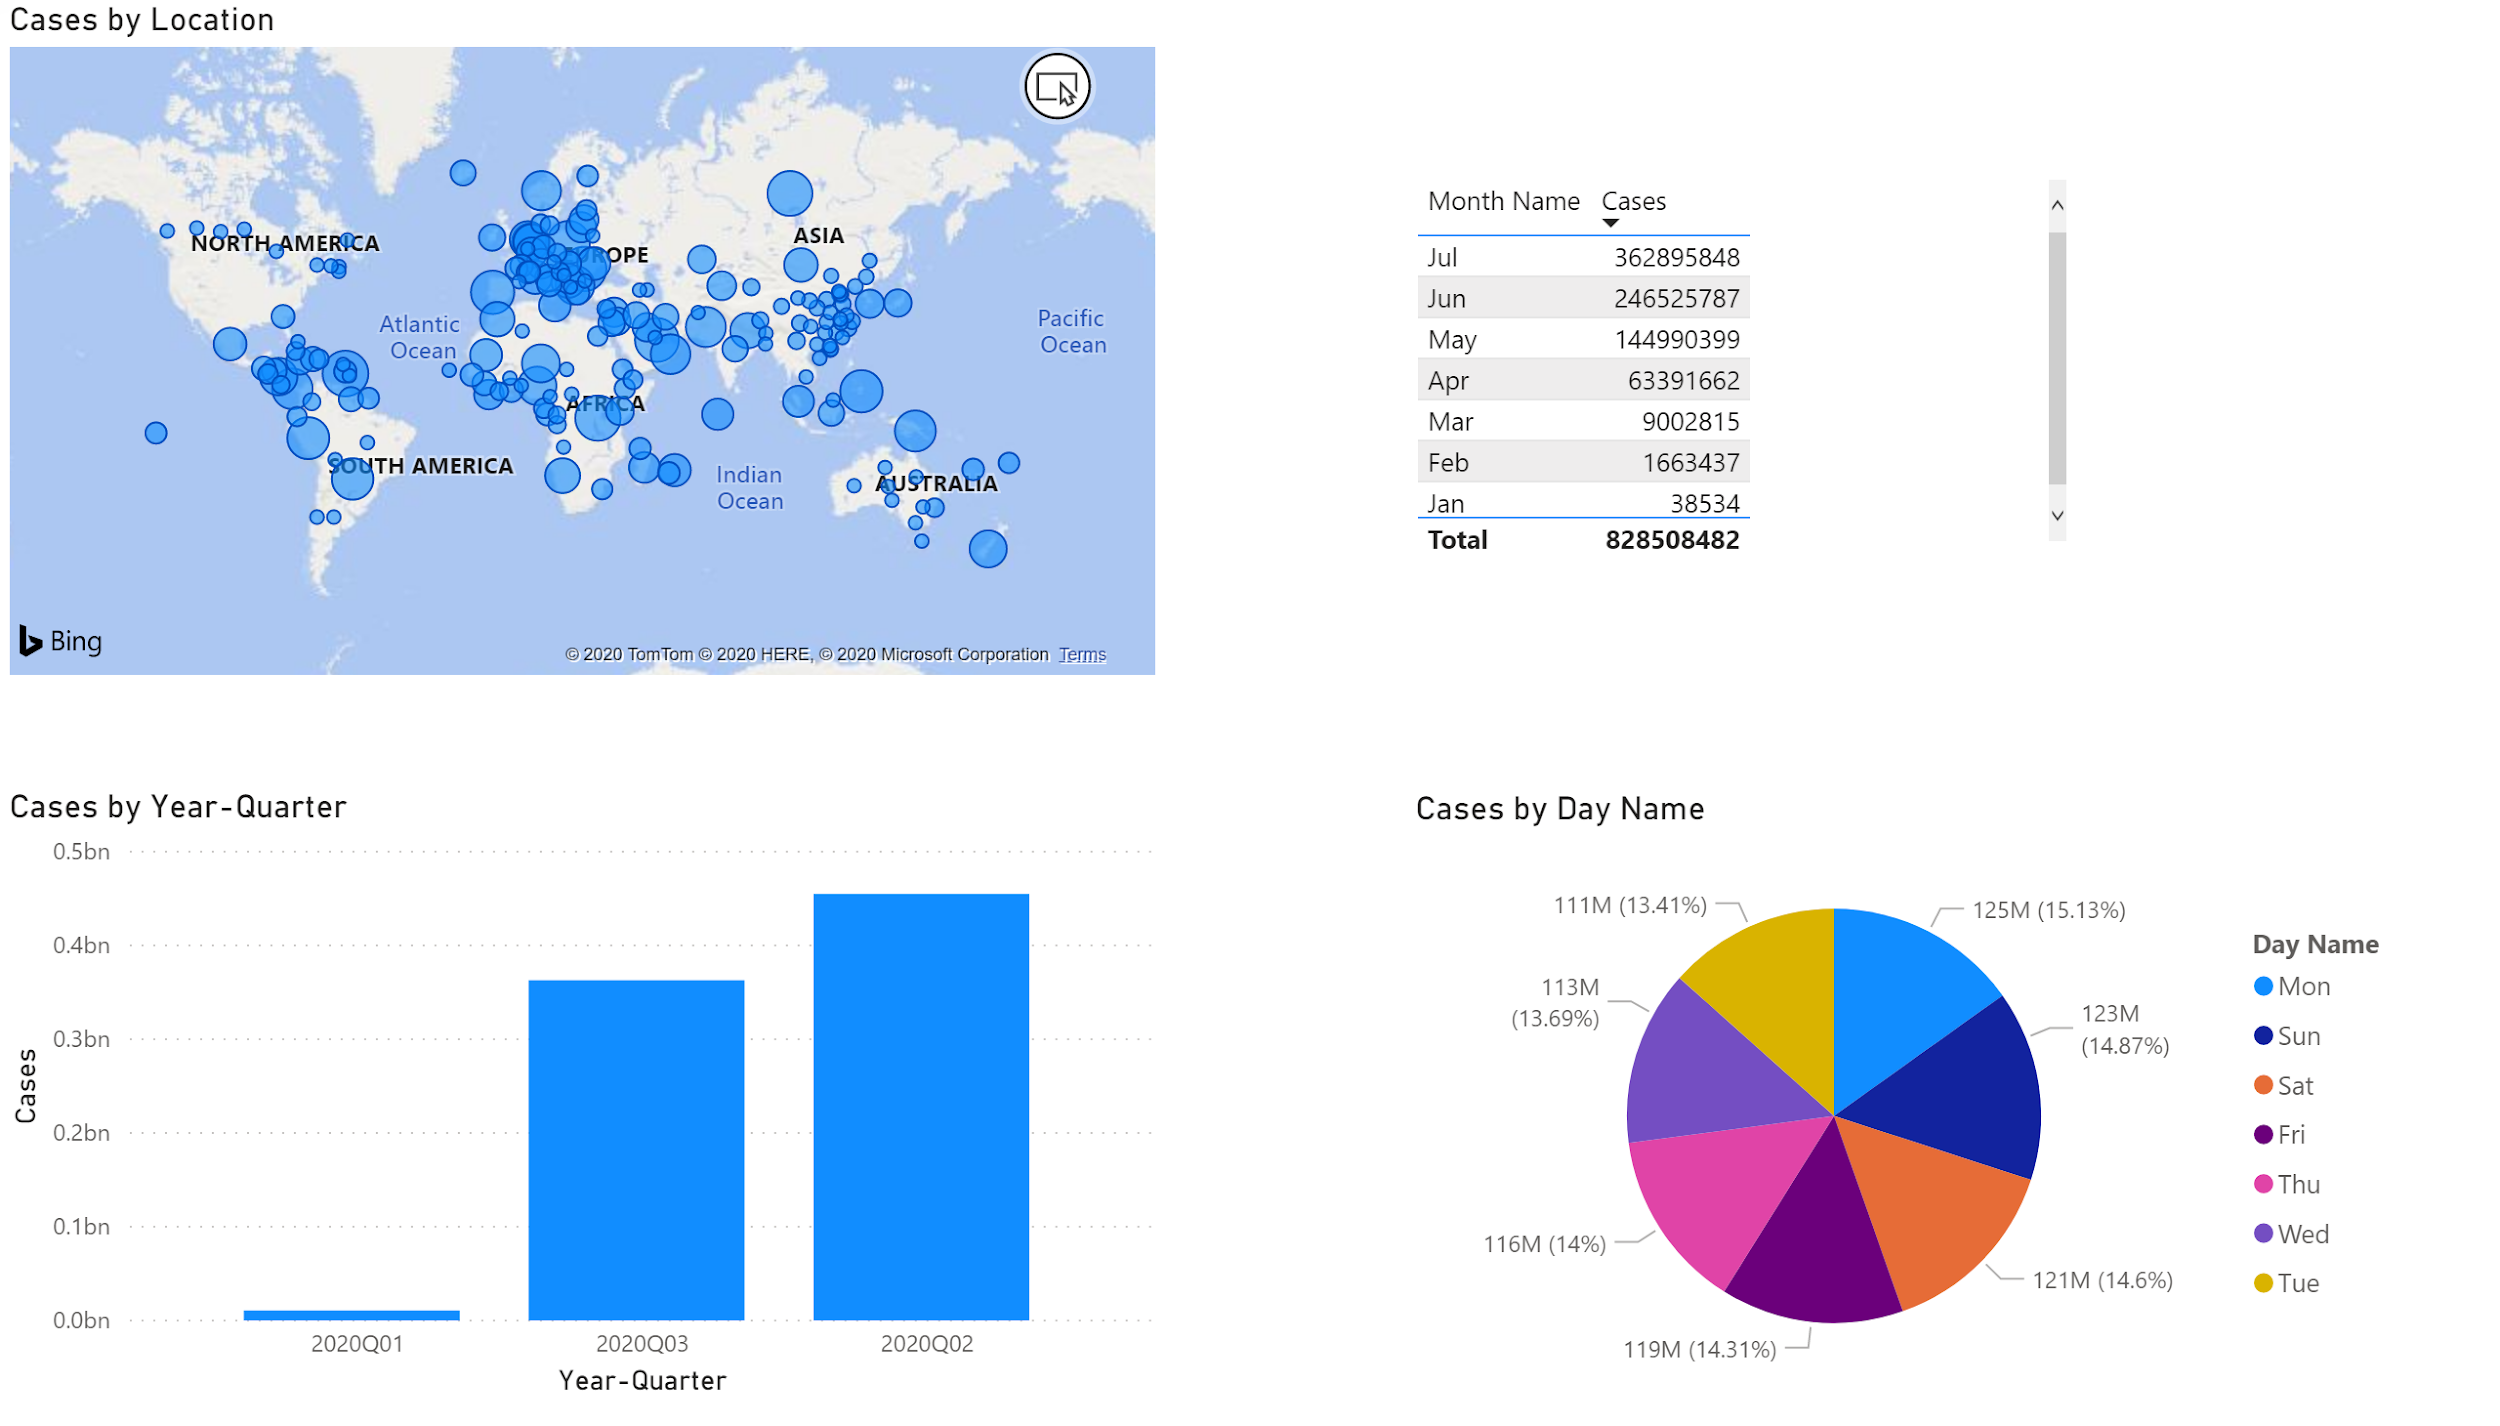 Cases by Location
NORTH AMERICA
ASIA
Atlantic
Ocean
Pacific
Ocean
AFRICA
SOUTH AMERICA
Indian
Ocean
AUSTRALIA
Bing
© 2020 TomTom © 2020 HERE, © 2020 Microsoft Corporation Terms
Month Name Cases
Jul 362895848
Jun 246525787
May 144990399
Apr 63391662
Mar 9002815
Feb 1663437
Jan 38534
Total 828508482
Cases by Year-Quarter
0.5bn
0.4bn
0.3bn
0.2bn
0.1bn
0.0bn
Cases
2020Q01 2020Q03 2020Q02
Year-Quarter
Cases by Day Name
111M (13.41%)
125M (15.13%)
113M
(13.69%)
123M
(14.87%)
116M (14%)
121M (14.6%)
119M (14.31%)
Day Name
Mon
Sun
Sat
Fri
Thu
Wed
Tue